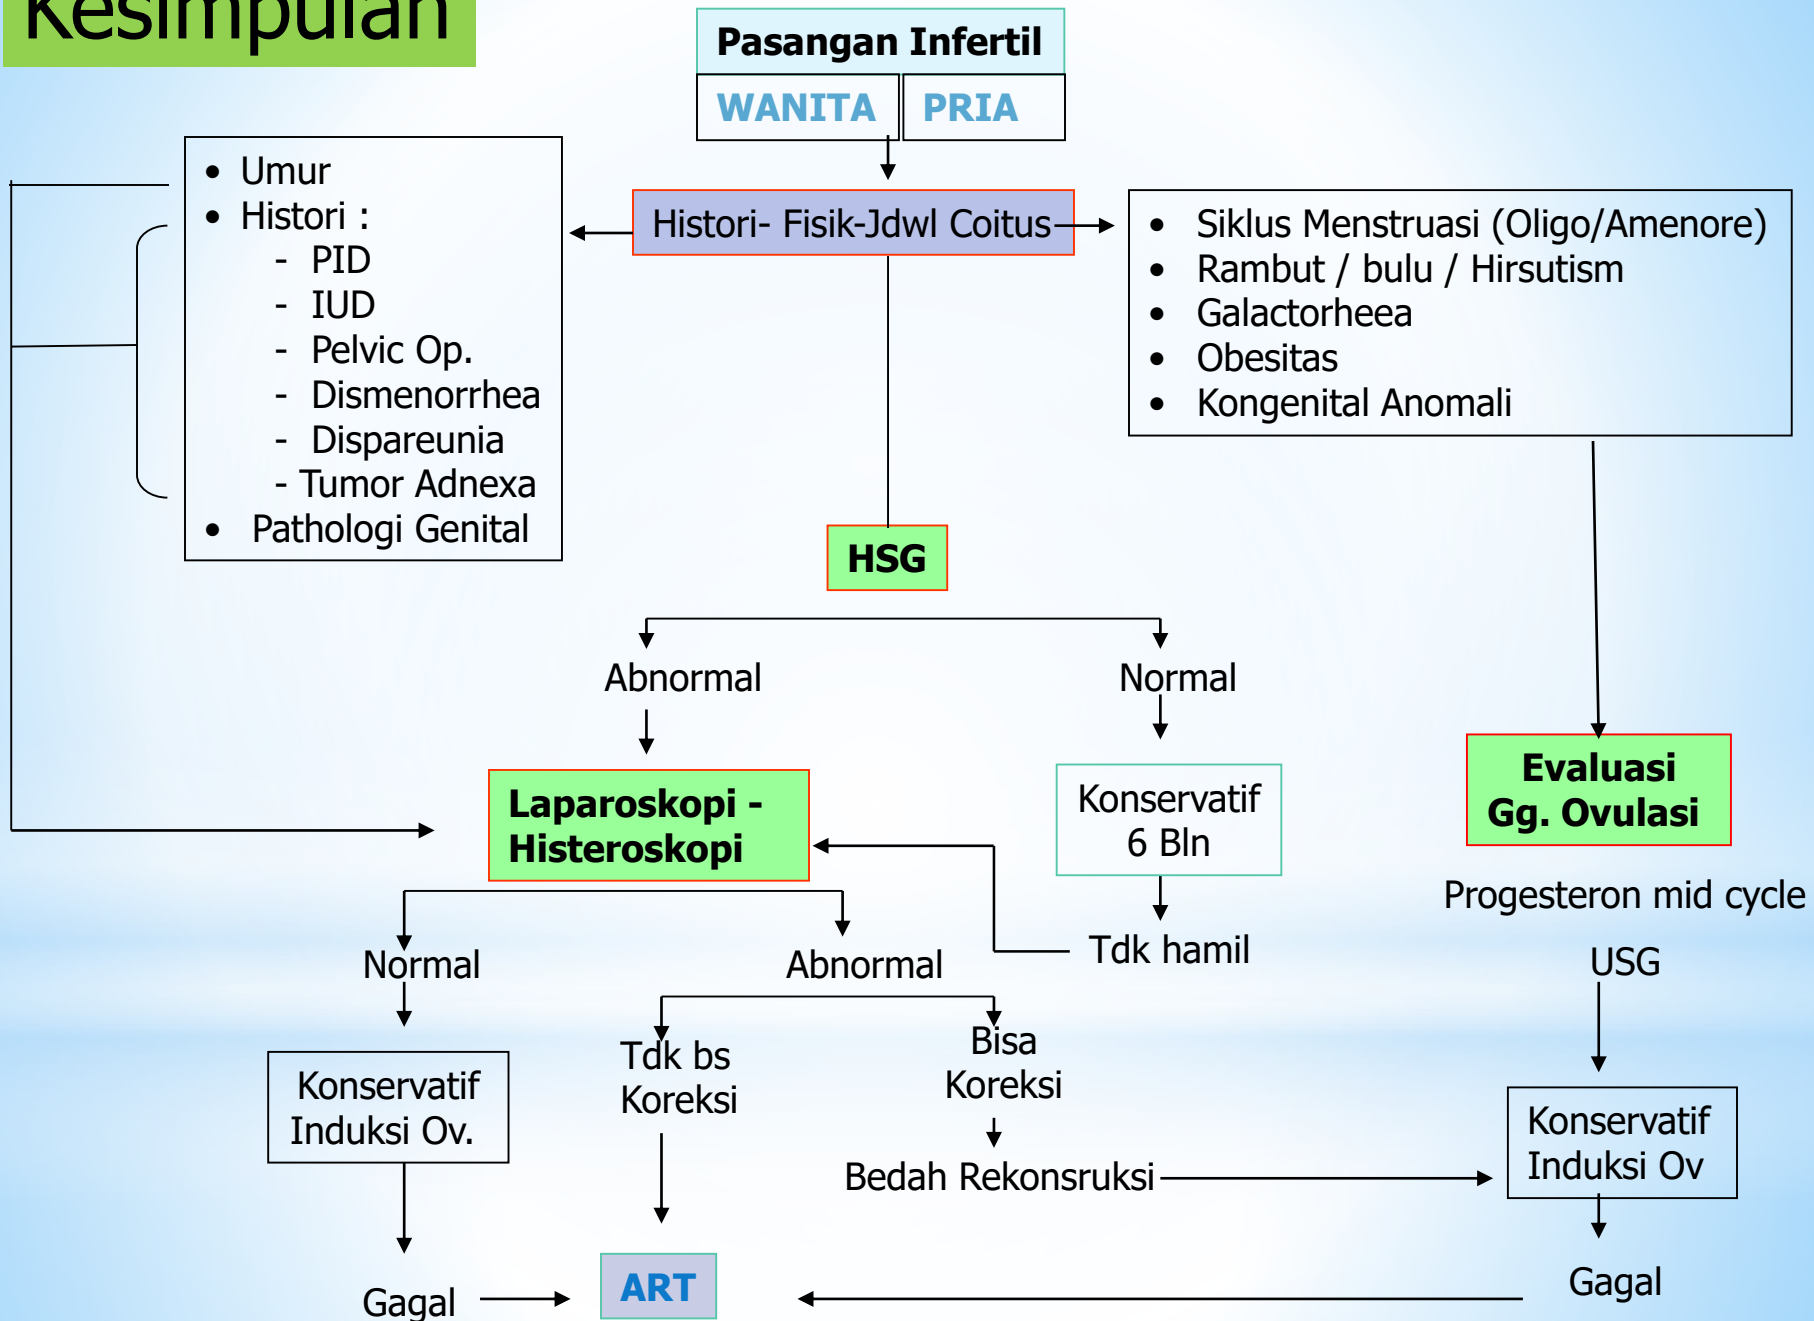 Kesimpulan
Pasangan Infertil
WANITA
PRIA
• Umur
• Histori :
- PID
- IUD
- Pelvic Op.
- Dismenorrhea
- Dispareunia
- Tumor Adnexa
• Pathologi Genital
Histori- Fisik-Jdwl Coitus
• Siklus Menstruasi (Oligo/Amenore)
• Rambut / bulu / Hirsutism
• Galactorheea
• Obesitas
• Kongenital Anomali
HSG
Abnormal
Normal
Laparoskopi -
Histeroskopi
Konservatif
6 Bln
Evaluasi
Gg. Ovulasi
Progesteron mid cycle
USG
Tdk hamil
Normal
Abnormal
Konservatif
Induksi Ov.
Tdk bs
Koreksi
Bisa
Koreksi
Bedah Rekonsruksi
Konservatif
Induksi Ov
Gagal
ART
Gagal